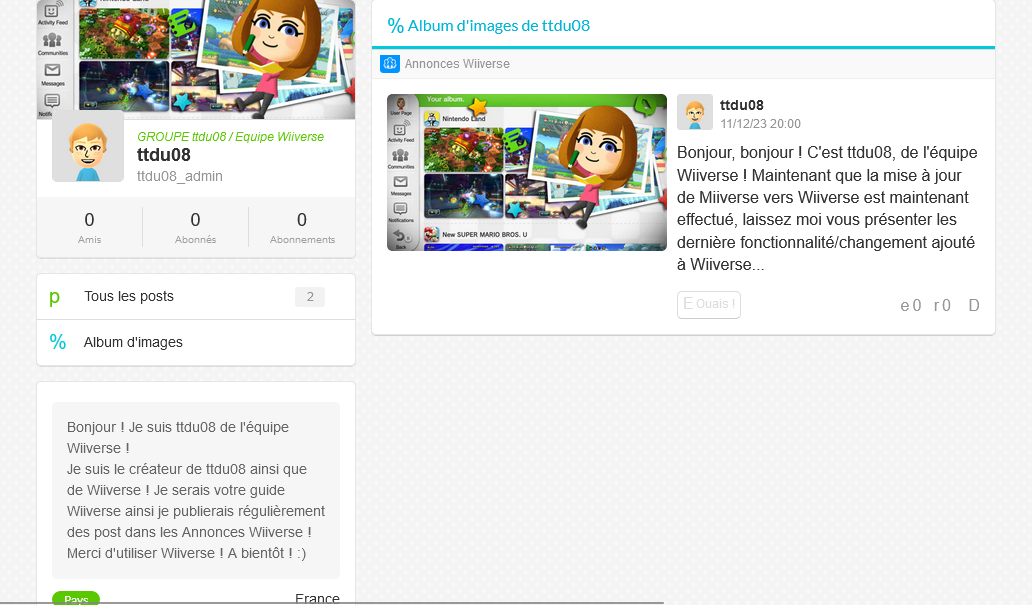 Activity Feed
Communities
Messages
GROUPE ttdu08 / Equipe Wiiverse
ttdu08
ttdu08_admin
0
Amis
0
Abonnés
0
Abonnements
p Tous les posts 2
% Album d'images
Bonjour ! Je suis ttdu08 de l'équipe
Wiiverse !
Je suis le créateur de ttdu08 ainsi que
de Wiiverse ! Je serais votre guide
Wiiverse ainsi je publierais régulièrement
des post dans les Annonces Wiiverse !
Merci d'utiliser Wiiverse ! A bientôt ! :)
Pays France
% Album d'images de ttdu08
Annonces Wiiverse
User Page
Activity Feed
Communities
Messages
Notifications
Back
Your album.
Nintendo Land
New SUPER MARIO BROS. U
ttdu08
11/12/23 20:00
Bonjour, bonjour ! C'est ttdu08, de l'équipe
Wiiverse ! Maintenant que la mise à jour
de Miiverse vers Wiiverse est maintenant
effectué, laissez moi vous présenter les
dernière fonctionnalité/changement ajouté
à Wiiverse...
E Ouais !
e 0 r 0 D